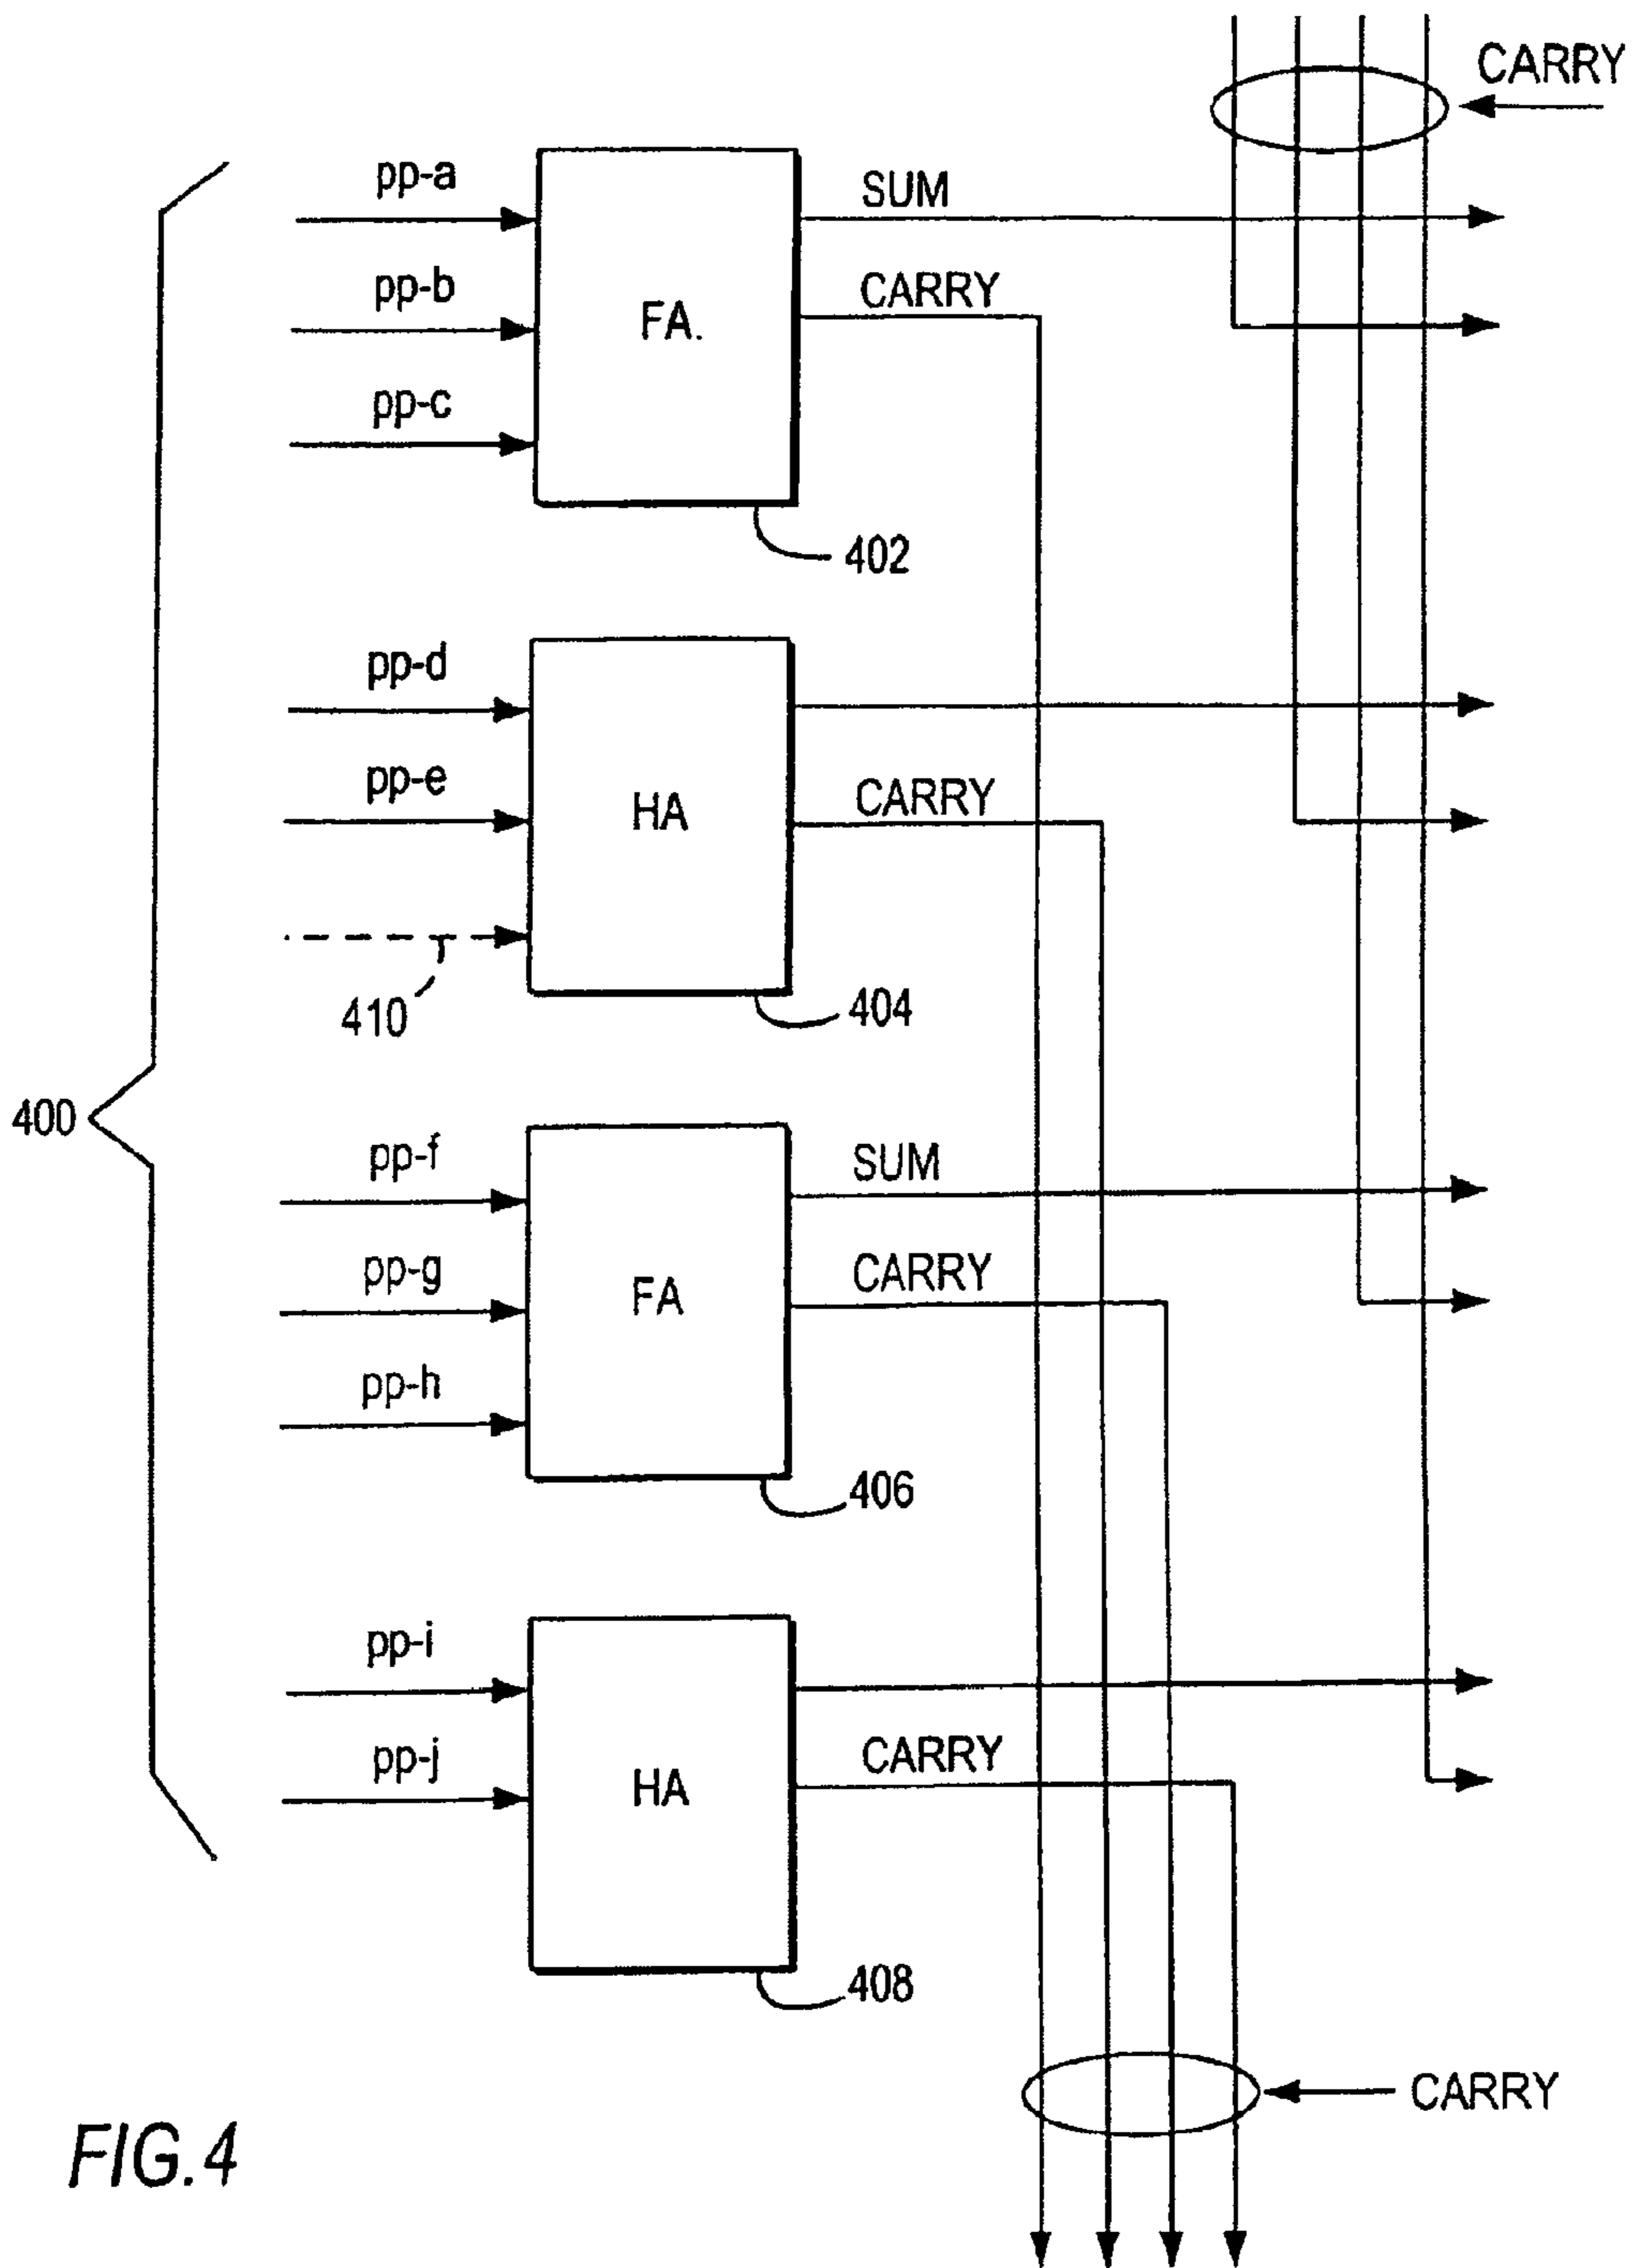 CARRY
pp-a
SUM
pp-b
CARRY
FA.
pp-c
402
pp-d
pp-e
CARRY
HA
410
404
400
pp-f
SUM
pp-g
CARRY
FA
pp-h
406
pp-i
pp-j
CARRY
HA
408
CARRY
FIG.4